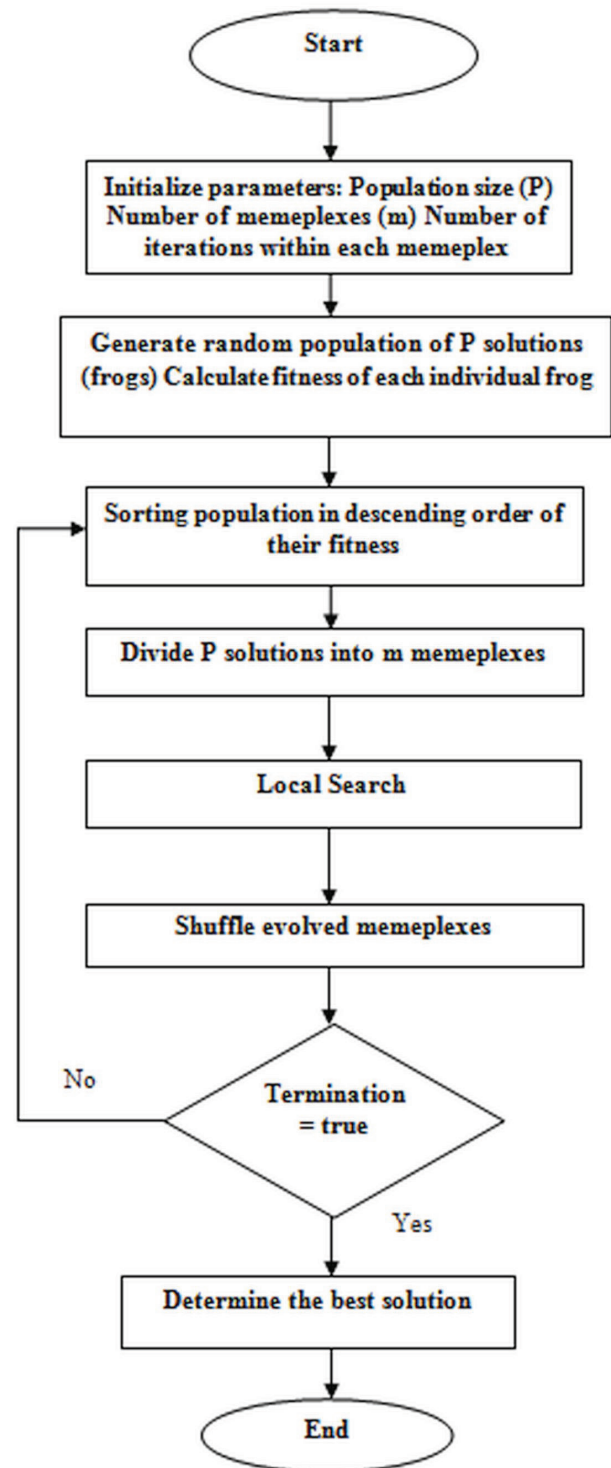 Start
Initialize parameters: Population size (P)
Number of memeplexes (m) Number of
iterations within each memeplex
Generate random population of P solutions
(frogs) Calculate fitness of each individual frog
Sorting population in descending order of
their fitness
Divide P solutions into m memeplexes
Local Search
Shuffle evolved memeplexes
No
Termination
= true
Yes
Determine the best solution
End